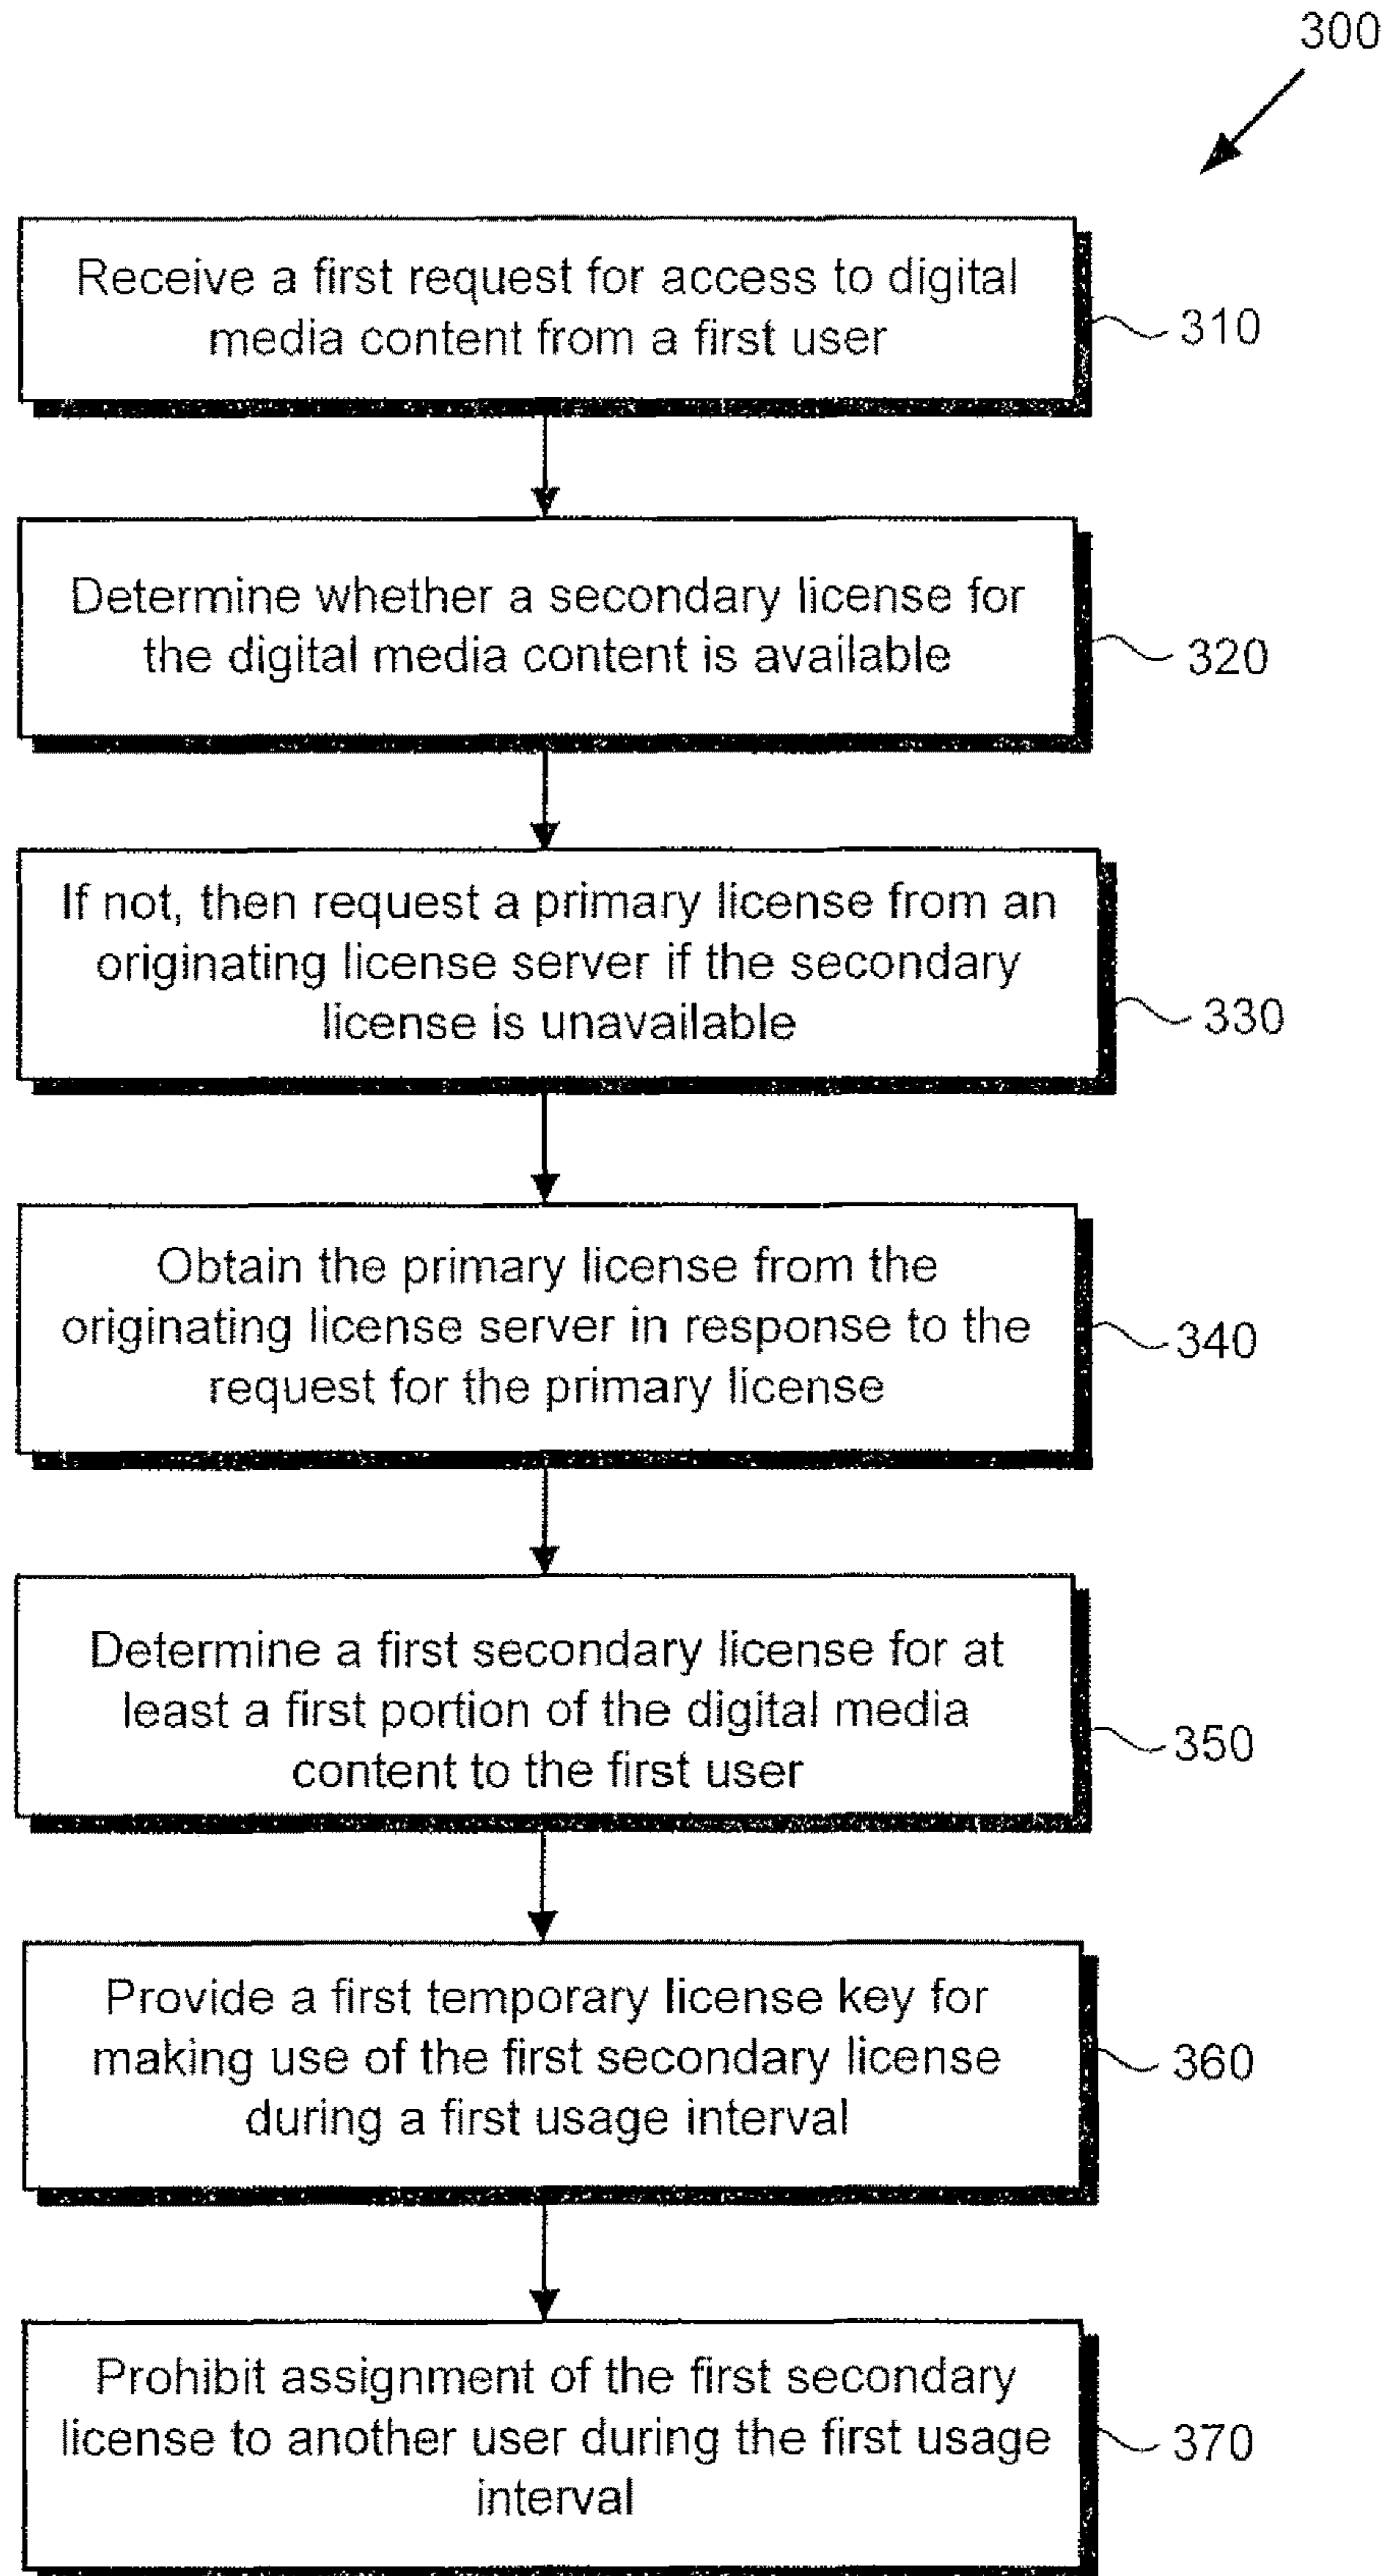 300
Receive a first request for access to digital
media content from a first user
310
Determine whether a secondary license for
the digital media content is available
320
If not, then request a primary license from an
originating license server if the secondary
license is unavailable
330
Obtain the primary license from the
originating license server in response to the
request for the primary license
340
Determine a first secondary license for at
least a first portion of the digital media
content to the first user
350
Provide a first temporary license key for
making use of the first secondary license
during a first usage interval
360
Prohibit assignment of the first secondary
license to another user during the first usage
interval
370